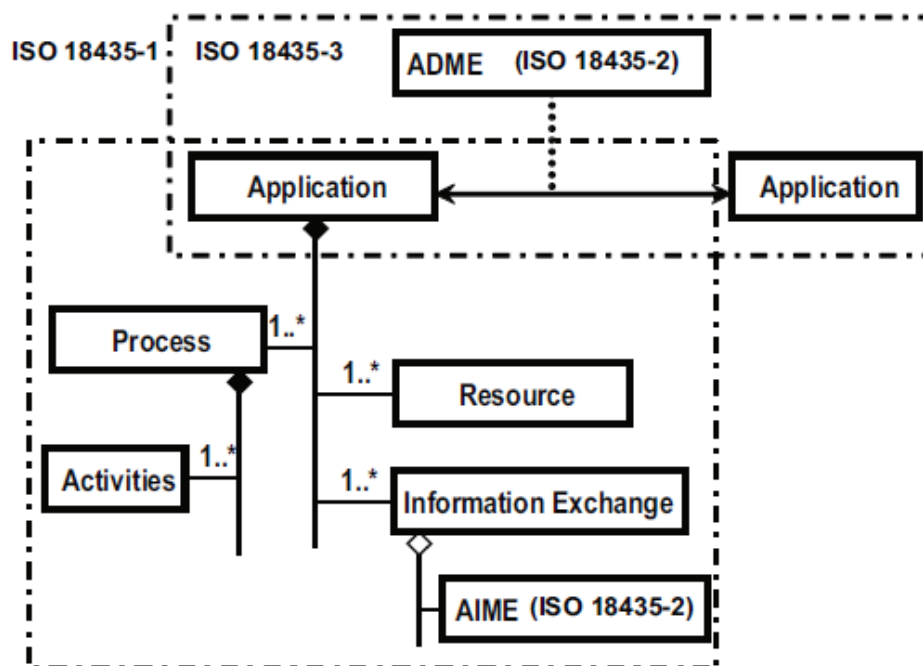 ISO 18435-1
ISO 18435-3
ADME (ISO 18435-2)
Application
Application
Process
1..*
1..*
Resource
Activities
1..*
1..*
Information Exchange
AIME (ISO 18435-2)